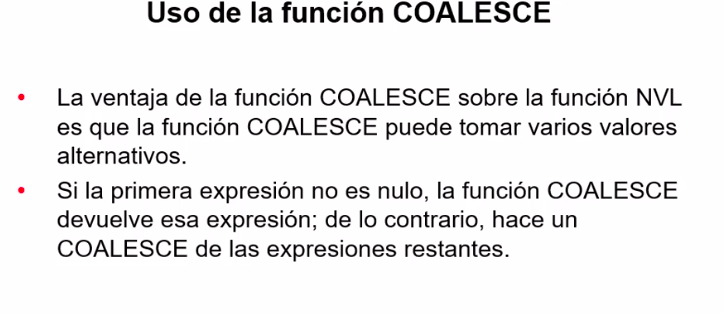 Uso de la función COALESCE
• La ventaja de la función COALESCE sobre la función NVL
es que la función COALESCE puede tomar varios valores
alternativos.
• Si la primera expresión no es nulo, la función COALESCE
devuelve esa expresión; de lo contrario, hace un
COALESCE de las expresiones restantes.